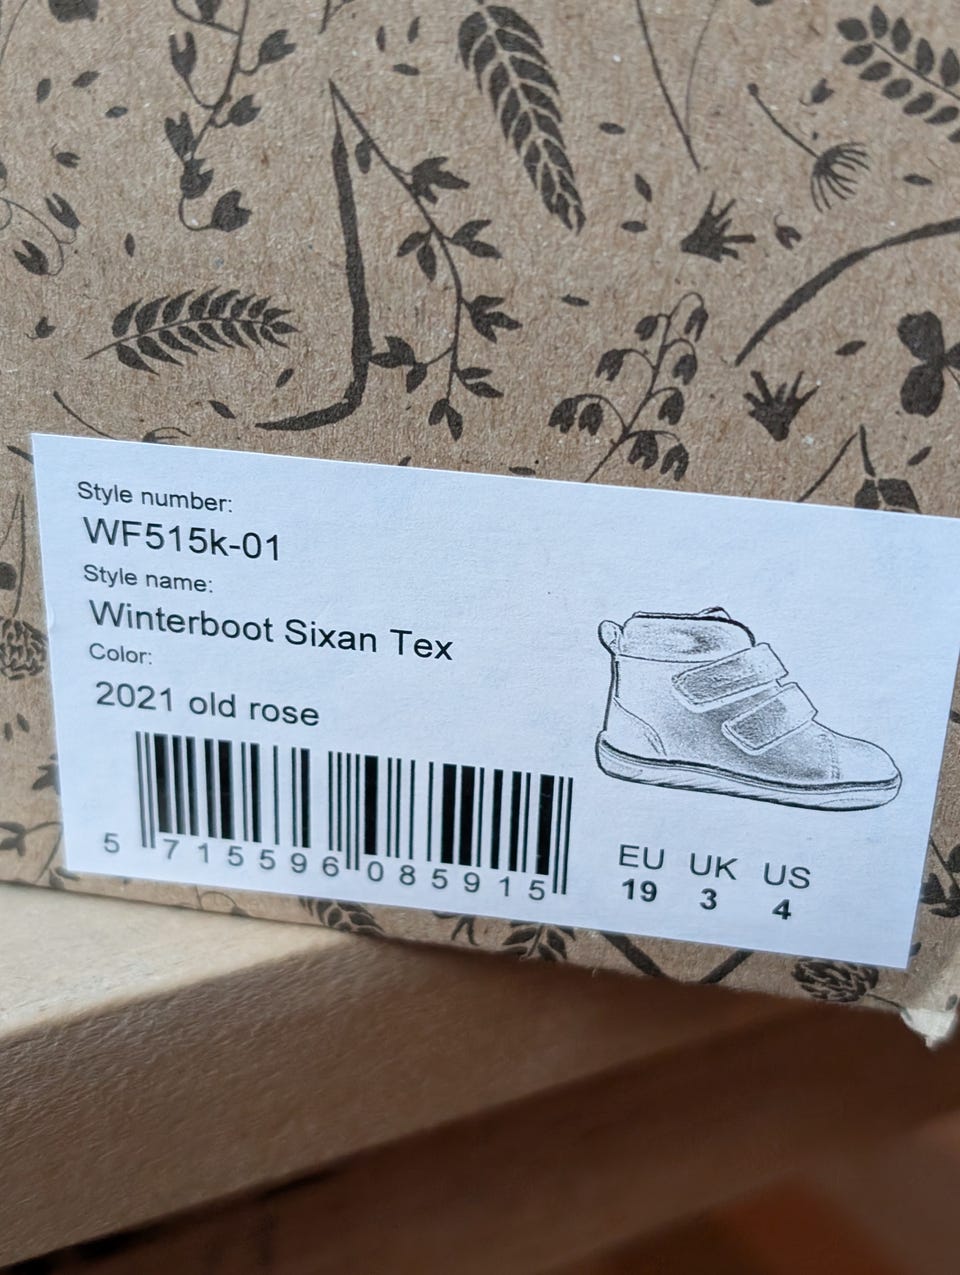 Style number:
WF515k-01
Style name:
Winterboot Sixan Tex
Color:
2021 old rose
5 715596 085915
EU UK US
19 3 4